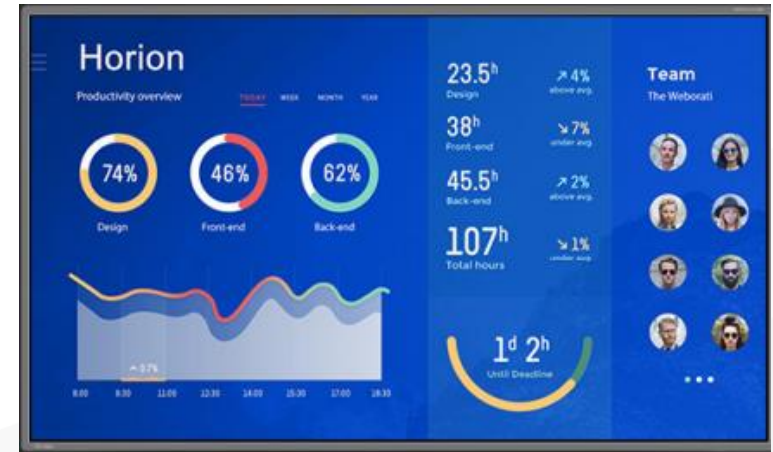 Horion
Productivity overview
TODAY WEEK MONTH YEAR
74%
46%
62%
Design
Front-end
Back-end
3.7%
8:00 9:30 11:00 12:30 14:00 15:30 17:00 18:30
23.5h
Design
4%
above avg.
38h
Front-end
7%
under avg.
45.5h
Back-end
2%
above avg.
107h
Total hours
1%
under avg.
1d 2h
Until Deadline
Team
The Weborati